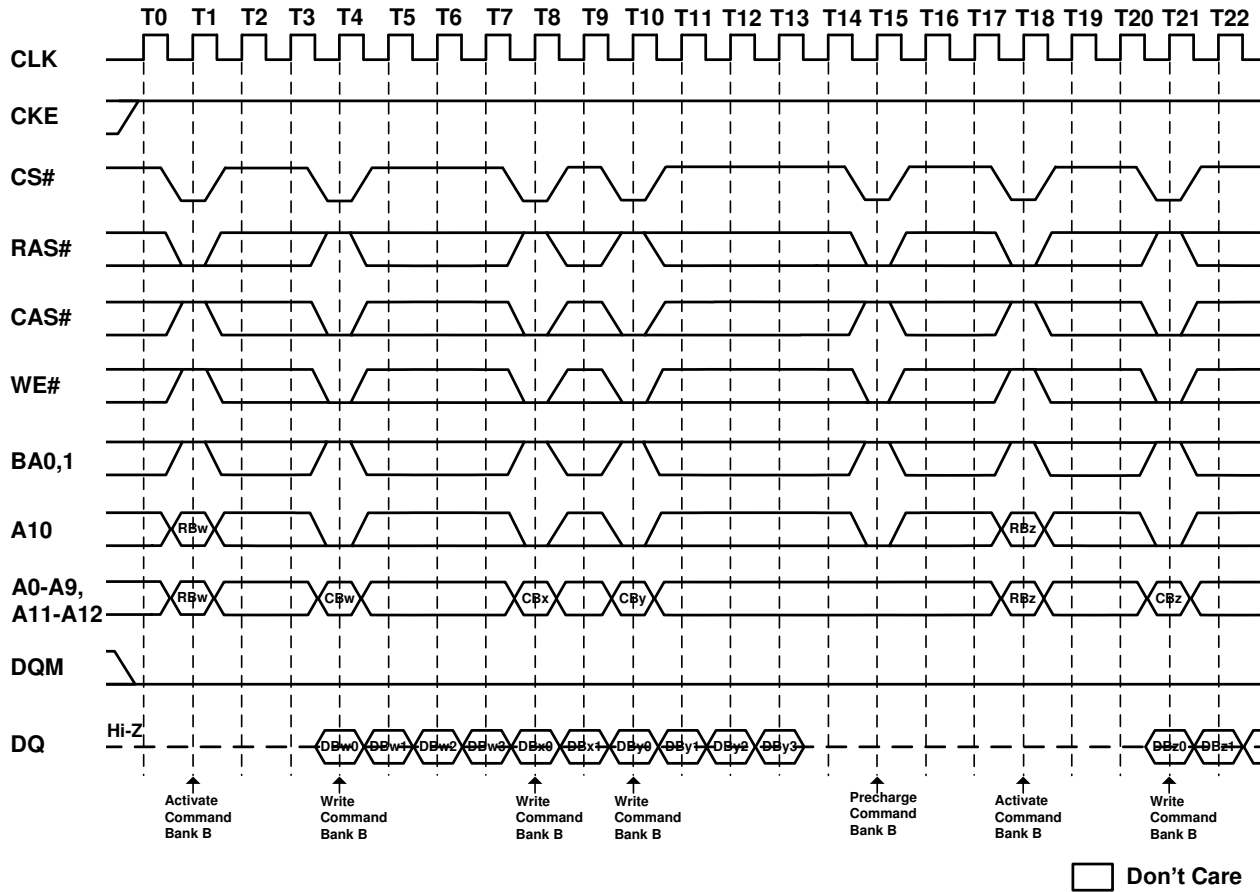 T0 T1 T2 T3 T4 T5 T6 T7 T8 T9 T10 T11 T12 T13 T14 T15 T16 T17 T18 T19 T20 T21 T22
CLK
CKE
CS#
RAS#
CAS#
WE#
BA0,1
A10
RBw RBz
A0-A9,
A11-A12
RBw CBw CBx CBy RBz CBz
DQM
Hi-Z
DQ
DBw0 DBw1 DBw2 DBw3 DBx0 DBx1 DBy0 DBy1 DBy2 DBy3 DBz0 DBz1
Activate
Command
Bank B
Write
Command
Bank B
Write
Command
Bank B
Write
Command
Bank B
Precharge
Command
Bank B
Activate
Command
Bank B
Write
Command
Bank B
Don't Care